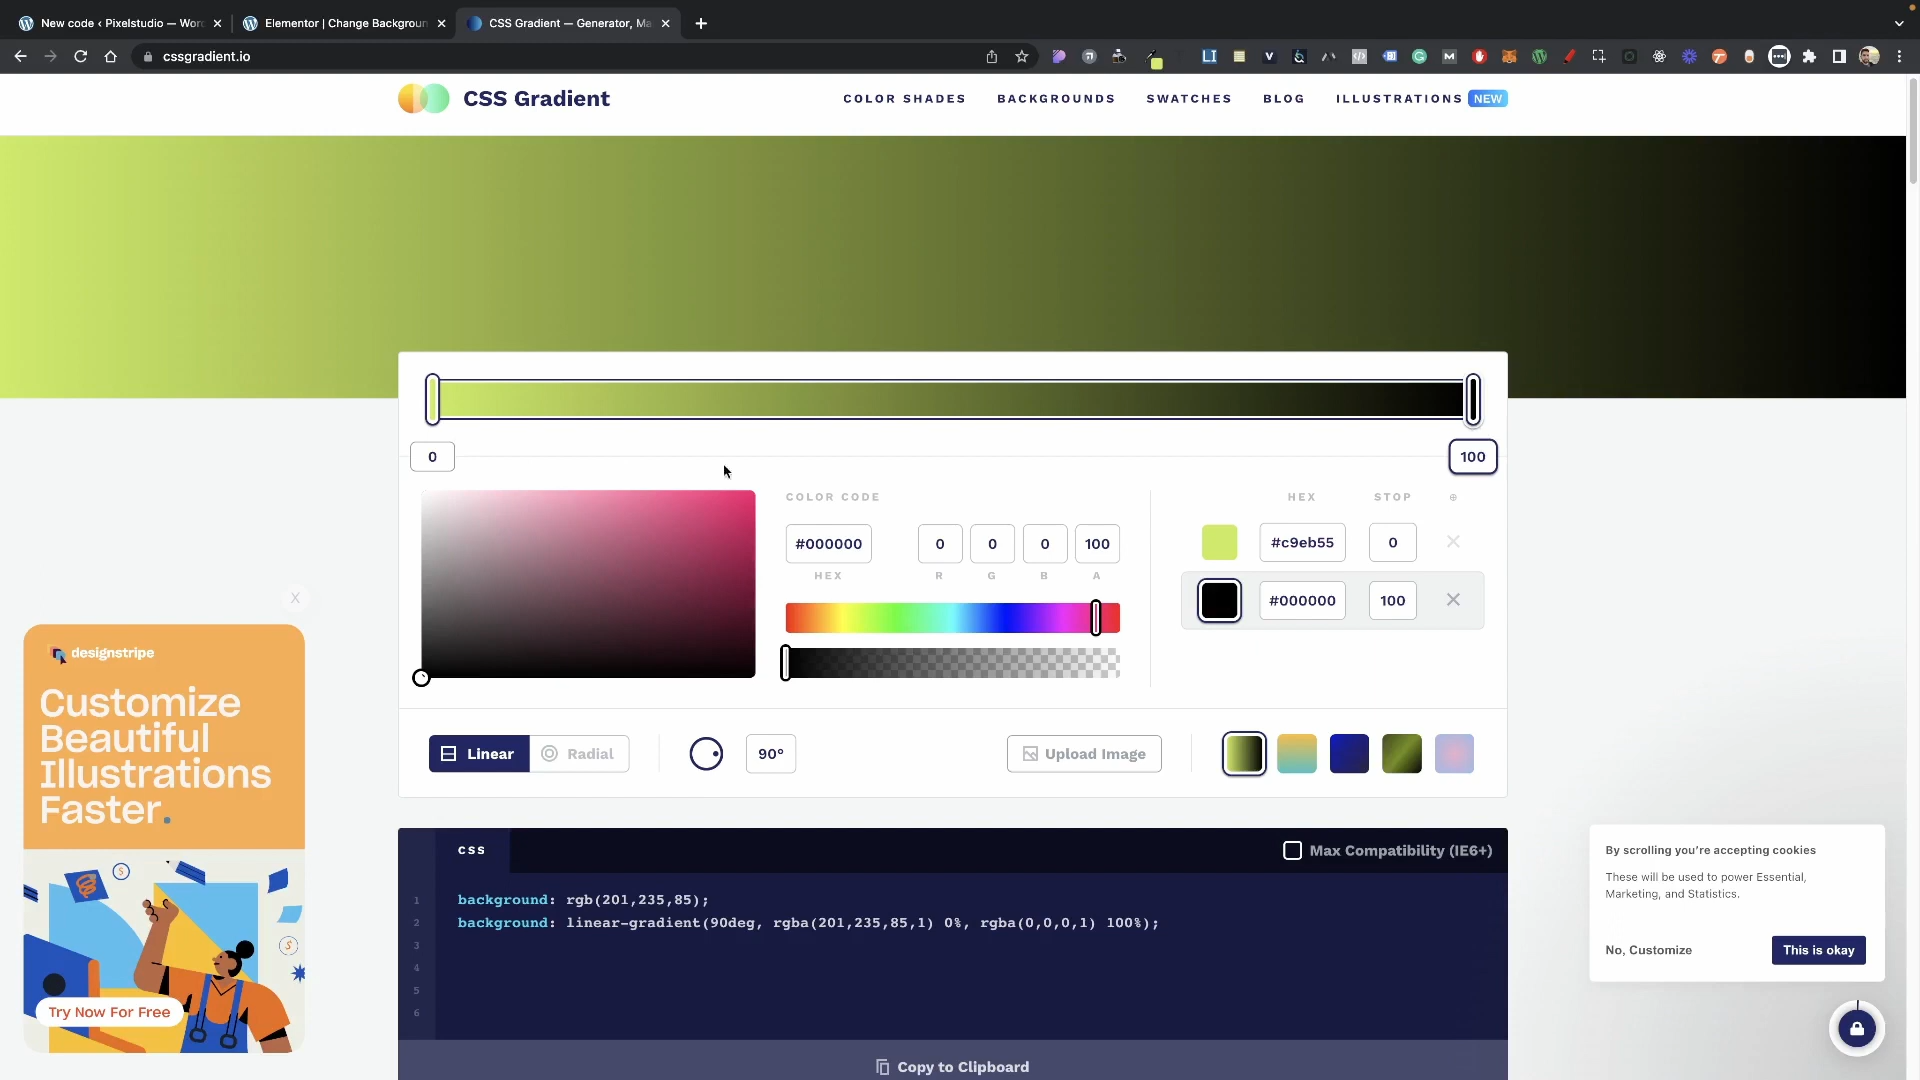 New code ‹ Pixelstudio — Wor
Elementor | Change Backgroun
CSS Gradient — Generator, Ma
cssgradient.io
CSS Gradient
COLOR SHADES
BACKGROUNDS
SWATCHES
BLOG
ILLUSTRATIONS NEW
0
100
COLOR CODE
HEX STOP
#000000 0 0 0 100
HEX R G B A
#c9eb55 0
#000000 100
Linear
Radial
90°
Upload Image
X
designstripe
Customize
Beautiful
Illustrations
Faster.
Try Now For Free
CSS
Max Compatibility (IE6+)
1 background: rgb(201,235,85);
2 background: linear-gradient(90deg, rgba(201,235,85,1) 0%, rgba(0,0,0,1) 100%);
3
4
5
6
Copy to Clipboard
By scrolling you're accepting cookies
These will be used to power Essential,
Marketing, and Statistics.
No, Customize
This is okay